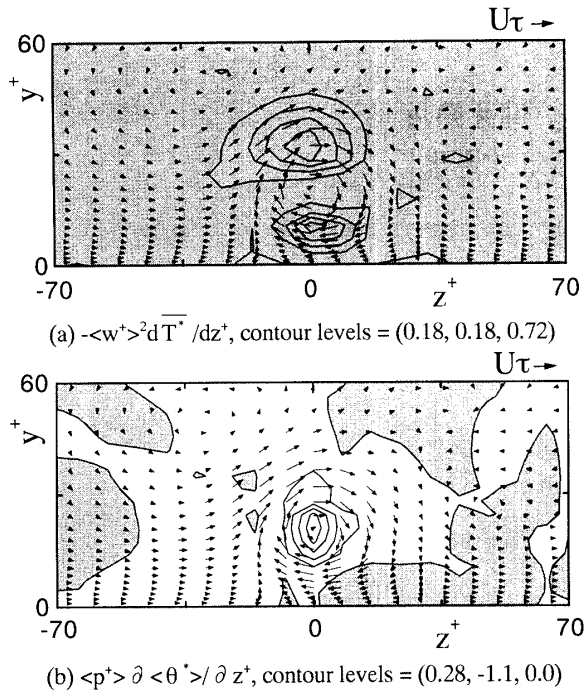 Uτ
60
y⁺
0
-70 0 z⁺ 70
(a) -<w⁺>²d T̅* /dz⁺, contour levels = (0.18, 0.18, 0.72)
Uτ
60
y⁺
0
-70 0 z⁺ 70
(b) <p⁺> ∂ <θ*>/ ∂ z⁺, contour levels = (0.28, -1.1, 0.0)